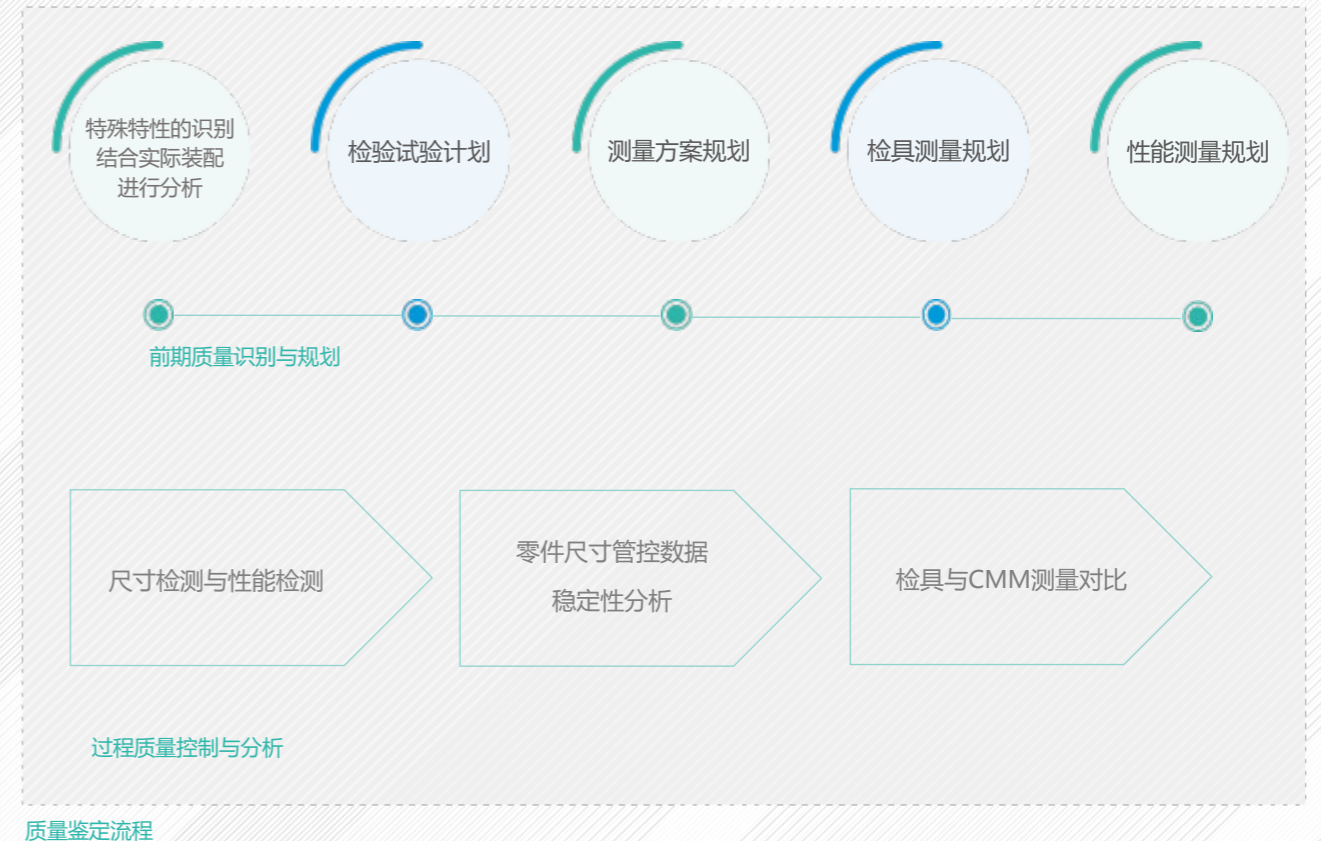 特殊特性的识别
结合实际装配
进行分析
检验试验计划
测量方案规划
检具测量规划
性能测量规划
前期质量识别与规划
尺寸检测与性能检测
零件尺寸管控数据
稳定性分析
检具与CMM测量对比
过程质量控制与分析
质量鉴定流程